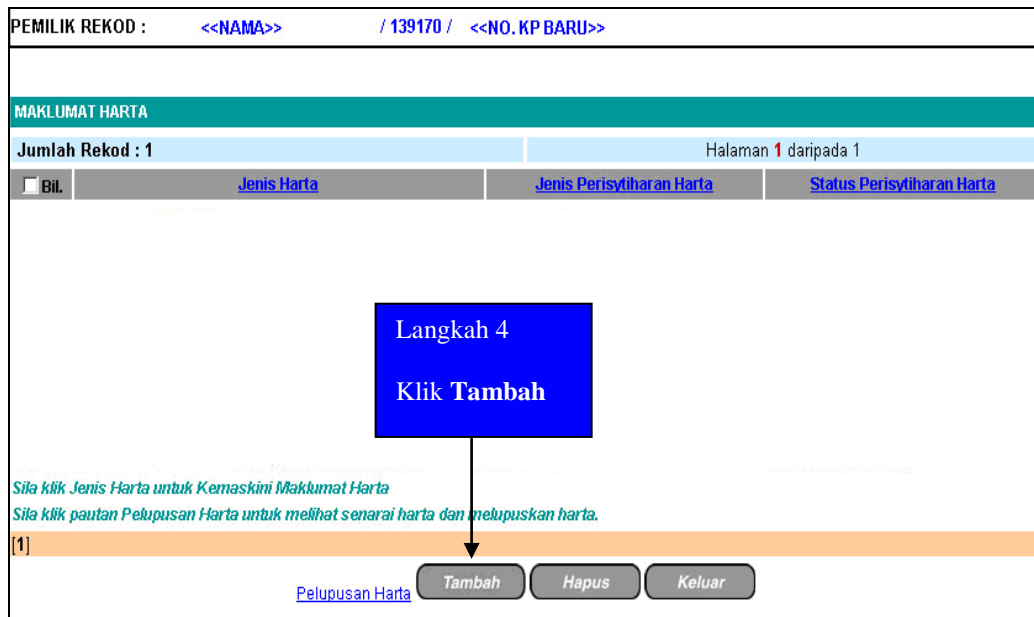 PEMILIK REKOD : <<NAMA>> / 139170 / <<NO. KP BARU>>
MAKLUMAT HARTA
Jumlah Rekod : 1 Halaman 1 daripada 1
Bil. Jenis Harta Jenis Perisytiharan Harta Status Perisytiharan Harta
Langkah 4
Klik Tambah
Sila klik Jenis Harta untuk Kemaskini Maklumat Harta
Sila klik pautan Pelupusan Harta untuk melihat senarai harta dan melupuskan harta.
[1]
Pelupusan Harta Tambah Hapus Keluar